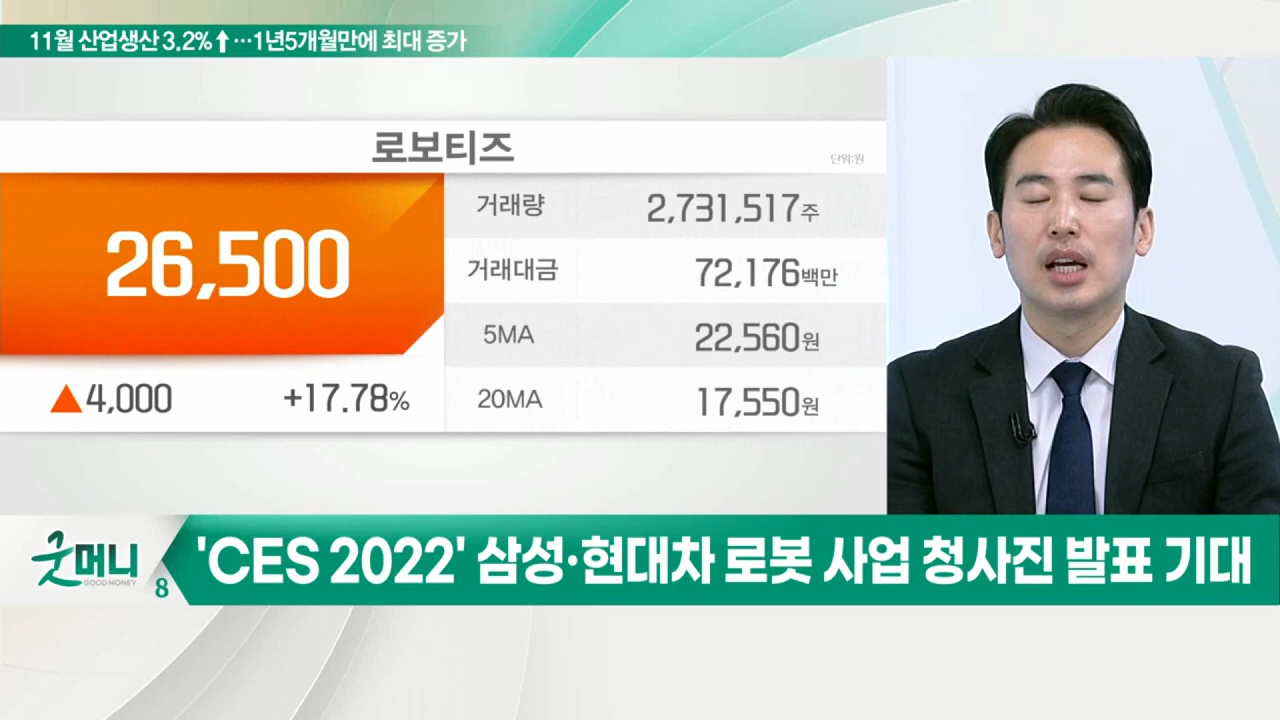 11월 산업생산 3.2%⬆…1년5개월만에 최대 증가
로보티즈
단위:원
26,500
▲4,000 +17.78%
거래량 2,731,517주
거래대금 72,176백만
5MA 22,560원
20MA 17,550원
굿머니
GOOD MONEY
8
'CES 2022' 삼성·현대차 로봇 사업 청사진 발표 기대